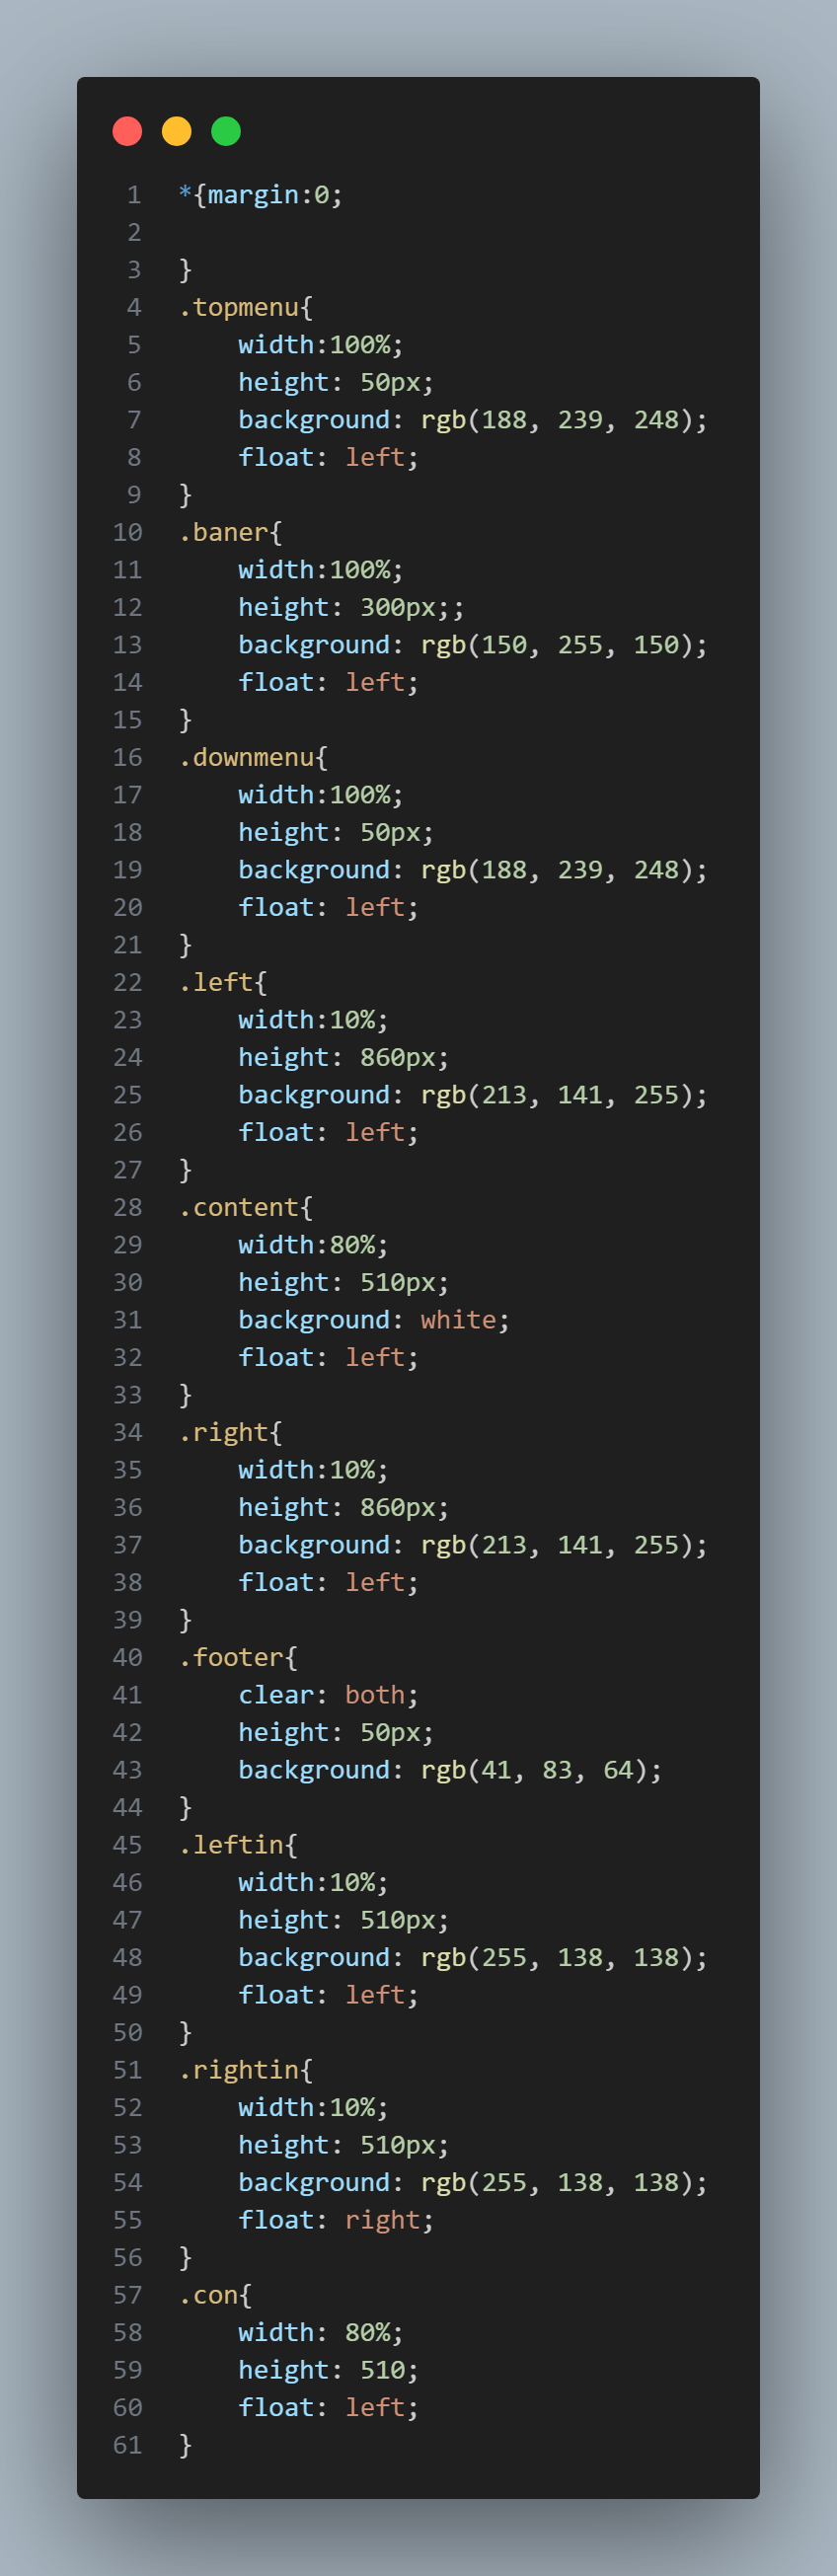 1 *{margin:0;
2
3 }
4 .topmenu{
5     width:100%;
6     height: 50px;
7     background: rgb(188, 239, 248);
8     float: left;
9 }
10 .baner{
11     width:100%;
12     height: 300px;;
13     background: rgb(150, 255, 150);
14     float: left;
15 }
16 .downmenu{
17     width:100%;
18     height: 50px;
19     background: rgb(188, 239, 248);
20     float: left;
21 }
22 .left{
23     width:10%;
24     height: 860px;
25     background: rgb(213, 141, 255);
26     float: left;
27 }
28 .content{
29     width:80%;
30     height: 510px;
31     background: white;
32     float: left;
33 }
34 .right{
35     width:10%;
36     height: 860px;
37     background: rgb(213, 141, 255);
38     float: left;
39 }
40 .footer{
41     clear: both;
42     height: 50px;
43     background: rgb(41, 83, 64);
44 }
45 .leftin{
46     width:10%;
47     height: 510px;
48     background: rgb(255, 138, 138);
49     float: left;
50 }
51 .rightin{
52     width:10%;
53     height: 510px;
54     background: rgb(255, 138, 138);
55     float: right;
56 }
57 .con{
58     width: 80%;
59     height: 510;
60     float: left;
61 }